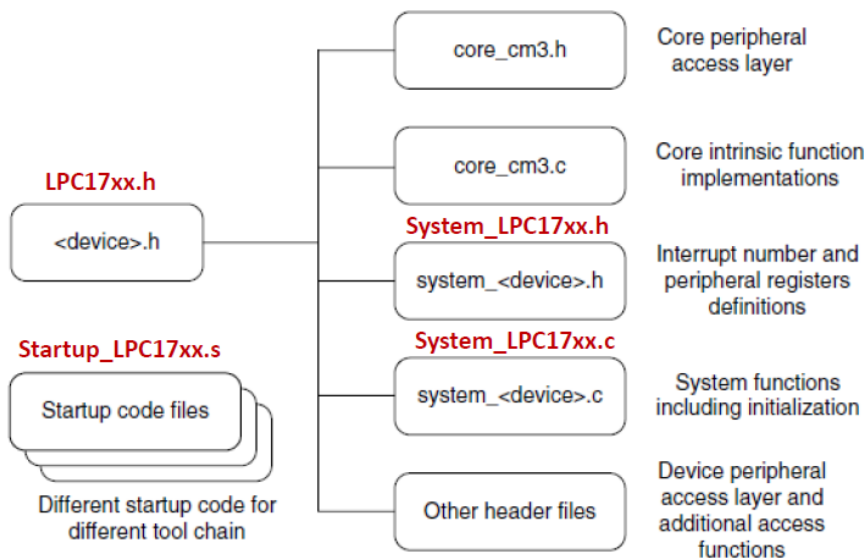 core_cm3.h
Core peripheral
access layer
LPC17xx.h
<device>.h
core_cm3.c
Core intrinsic function
implementations
System_LPC17xx.h
system_<device>.h
Interrupt number and
peripheral registers
definitions
Startup_LPC17xx.s
Startup code files
Different startup code for
different tool chain
System_LPC17xx.c
system_<device>.c
System functions
including initialization
Other header files
Device peripheral
access layer and
additional access
functions